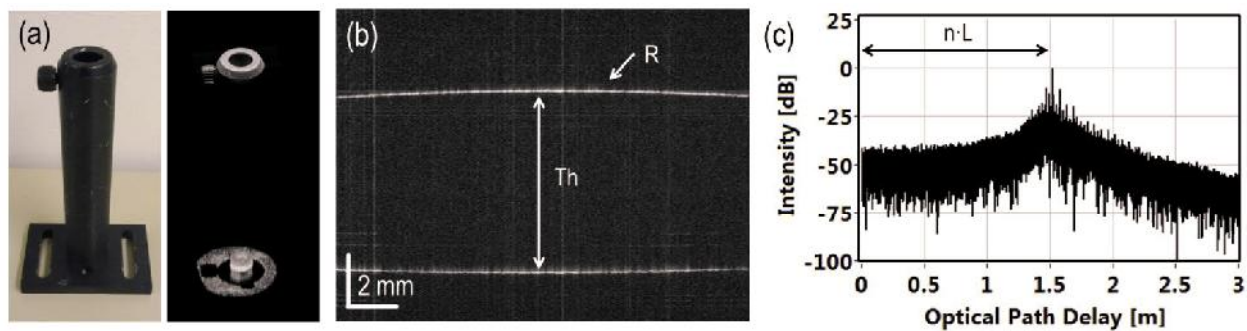 (a)
(b)
R
Th
2 mm
(c)
n·L
25
0
-25
-50
-75
-100
Intensity [dB]
0 0.5 1 1.5 2 2.5 3
Optical Path Delay [m]